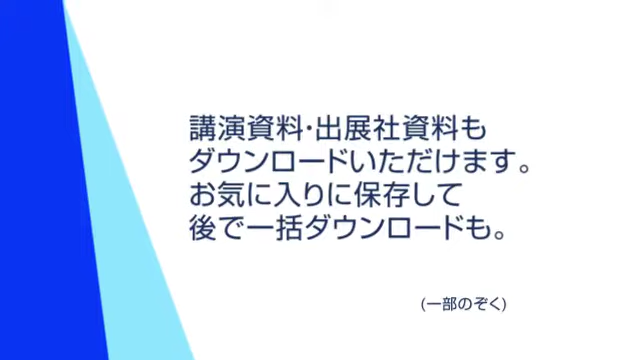 講演資料・出展社資料も
ダウンロードいただけます。
お気に入りに保存して
後で一括ダウンロードも。
(一部のぞく)